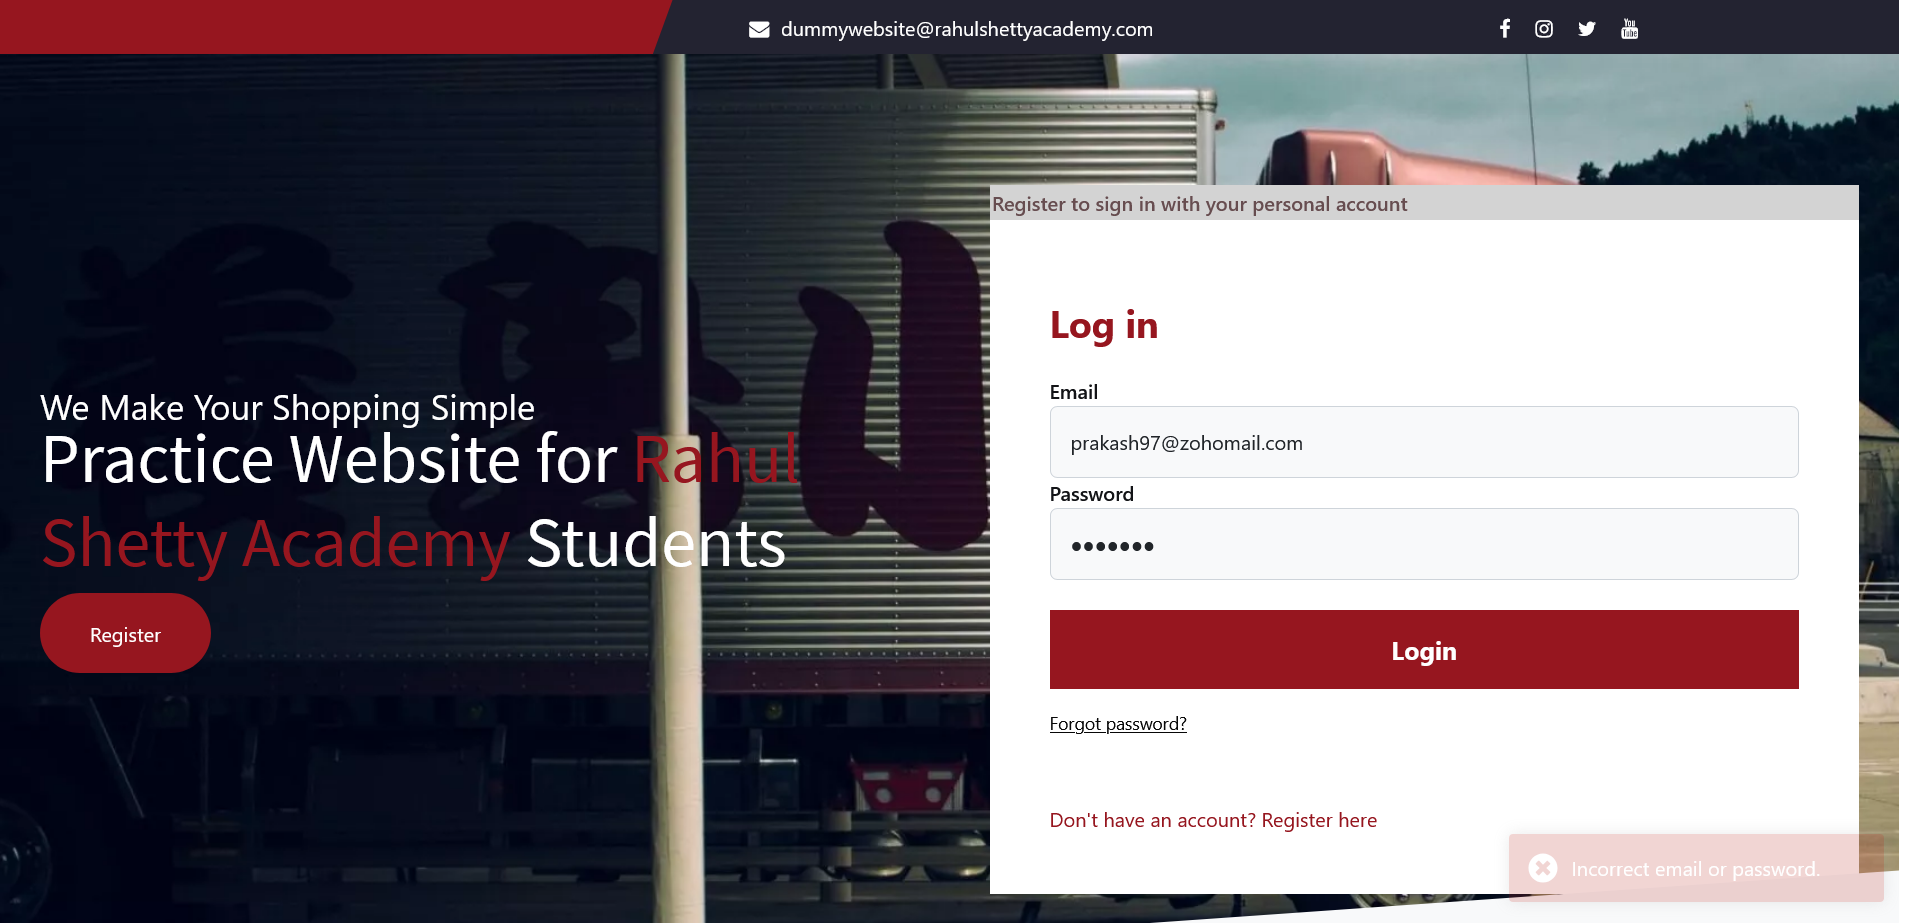 dummywebsite@rahulshettyacademy.com
Register to sign in with your personal account
We Make Your Shopping Simple
Practice Website for Rahul
Shetty Academy Students
Register
Log in
Email
prakash97@zohomail.com
Password
•••••••
Login
Forgot password?
Don't have an account? Register here
Incorrect email or password.